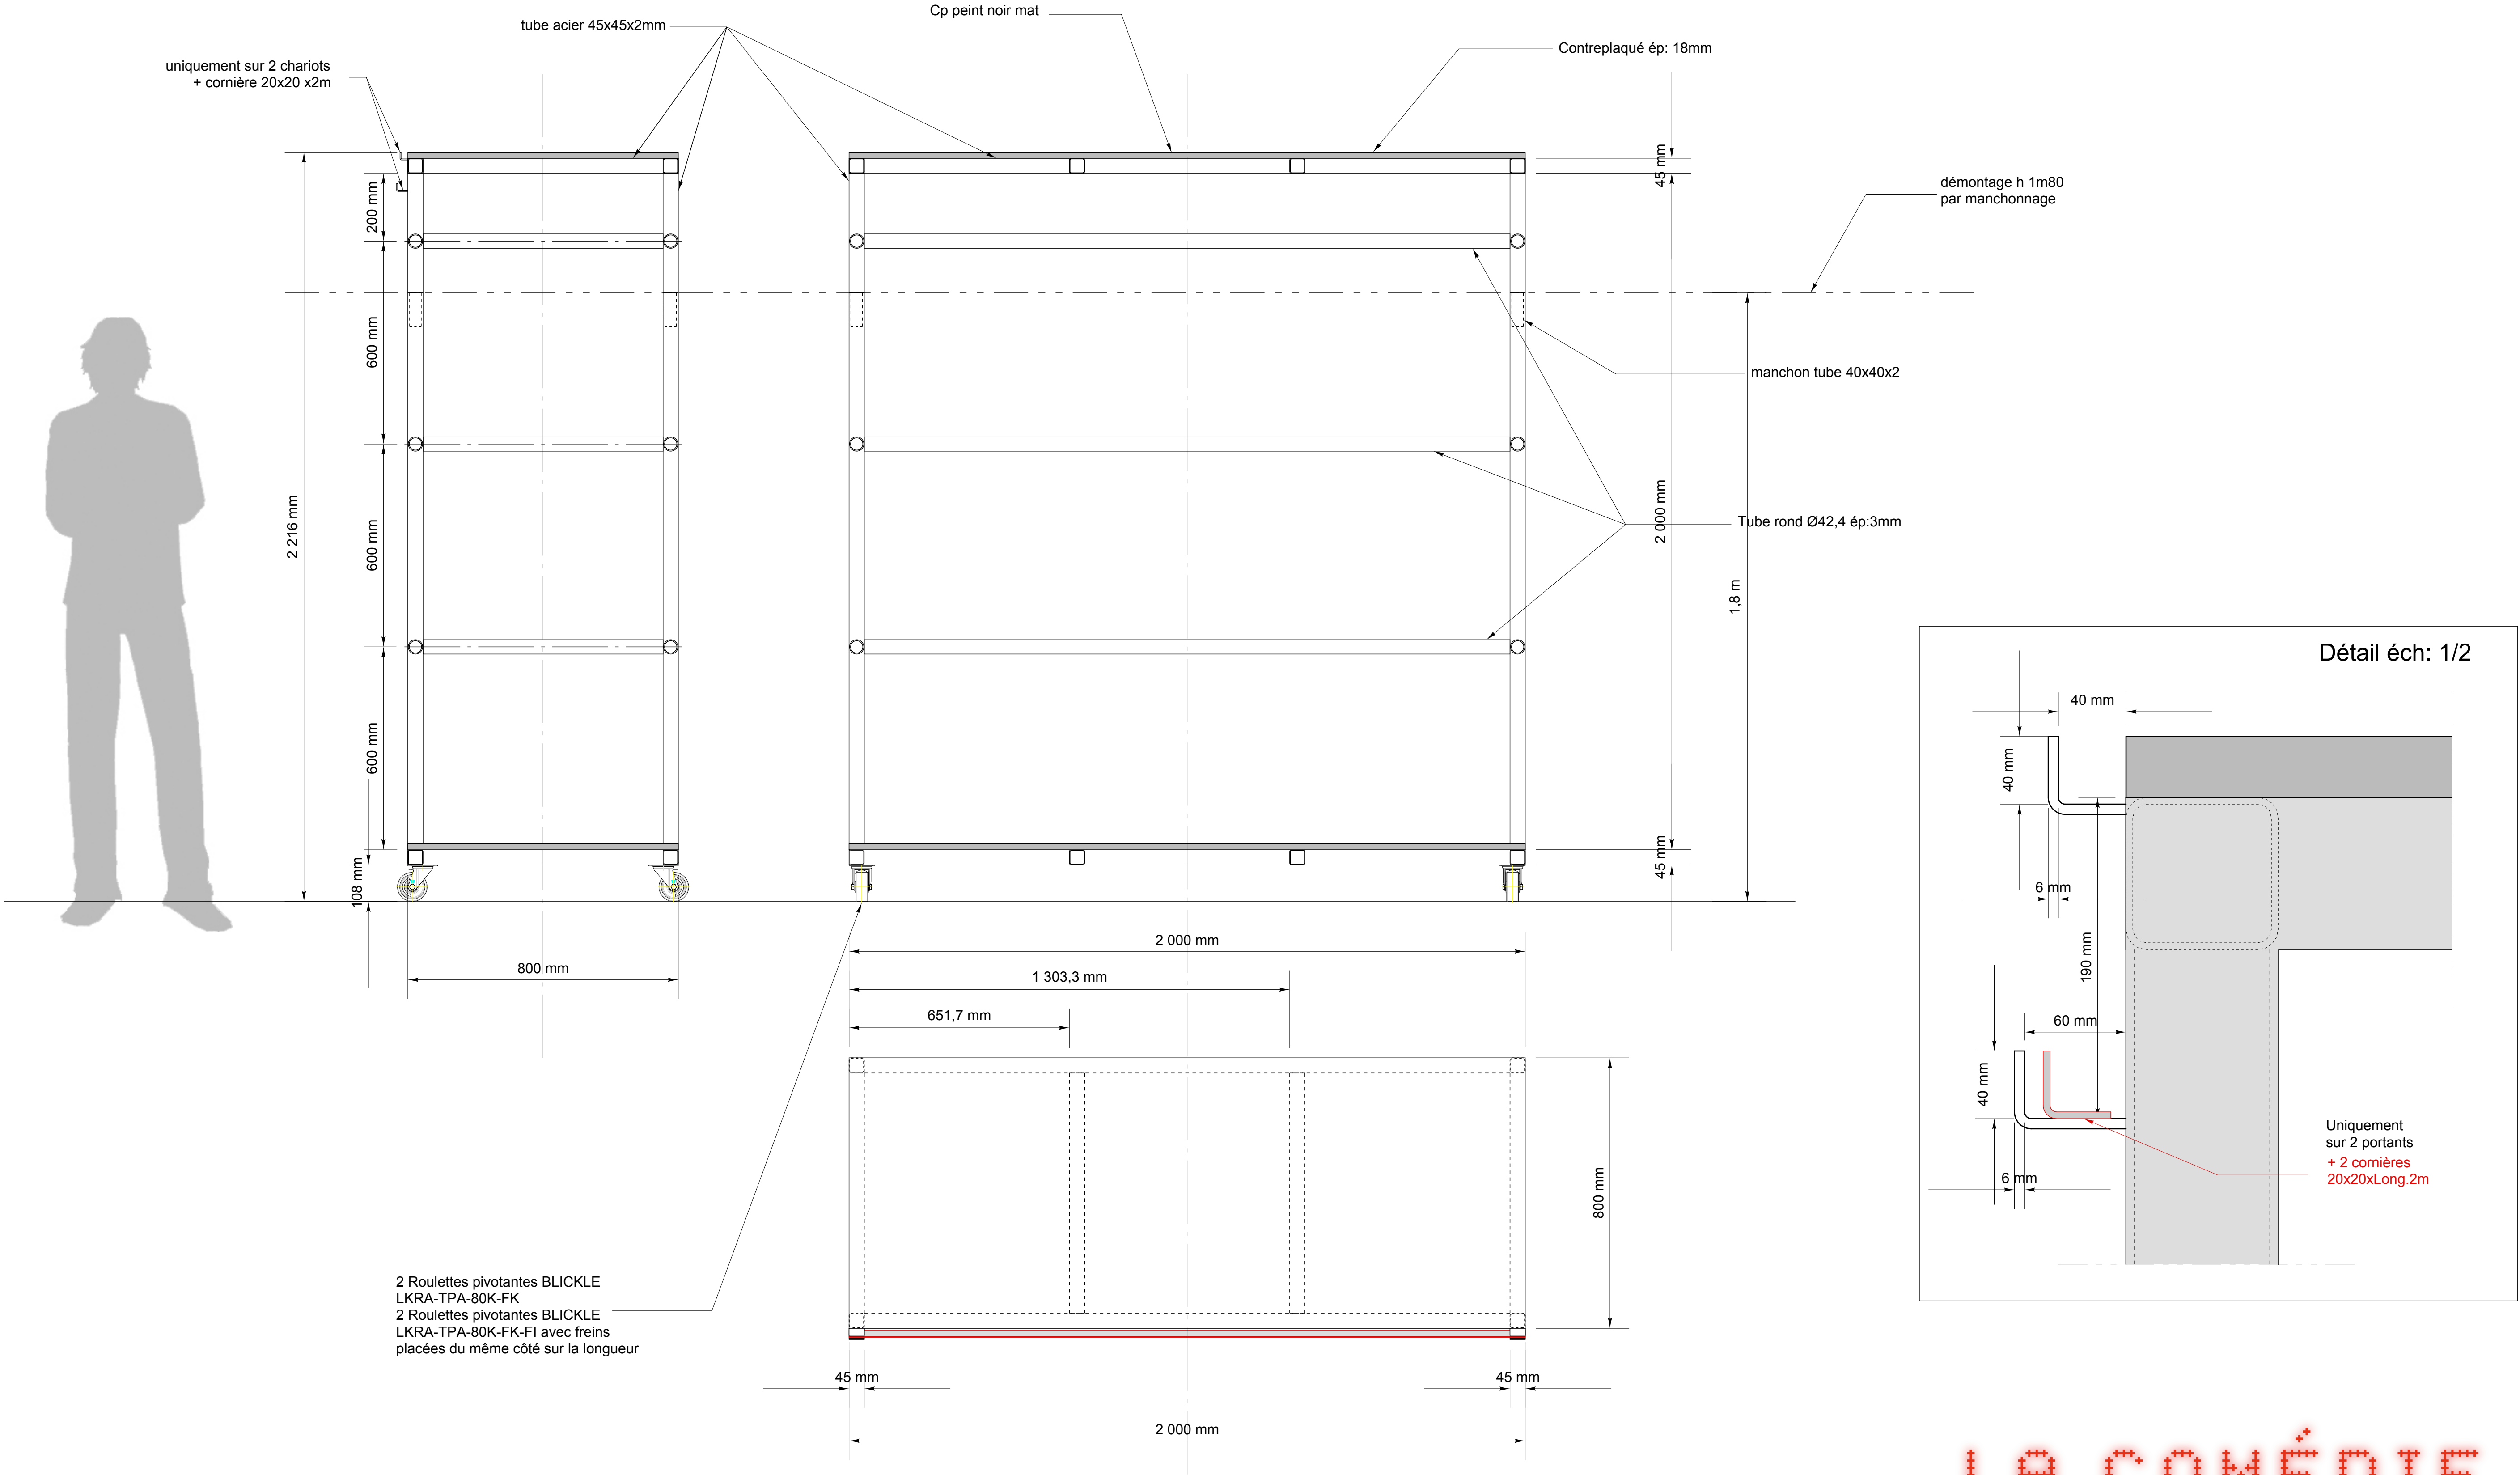 Cp peint noir mat
tube acier 45x45x2mm
Contreplaqué ép: 18mm
uniquement sur 2 chariots
+ cornière 20x20 x2m
démontage h 1m80
par manchonnage
45 mm
200 mm
600 mm
manchon tube 40x40x2
2 216 mm
600 mm
2 000 mm
Tube rond Ø42,4 ép:3mm
1,8 m
600 mm
108 mm
45 mm
800 mm
2 000 mm
1 303,3 mm
651,7 mm
800 mm
2 Roulettes pivotantes BLICKLE
LKRA-TPA-80K-FK
2 Roulettes pivotantes BLICKLE
LKRA-TPA-80K-FK-FI avec freins
placées du même côté sur la longueur
45 mm
45 mm
2 000 mm
Détail éch: 1/2
40 mm
40 mm
6 mm
190 mm
60 mm
40 mm
6 mm
Uniquement
sur 2 portants
+ 2 cornières
20x20xLong.2m
LA COMÉDIE